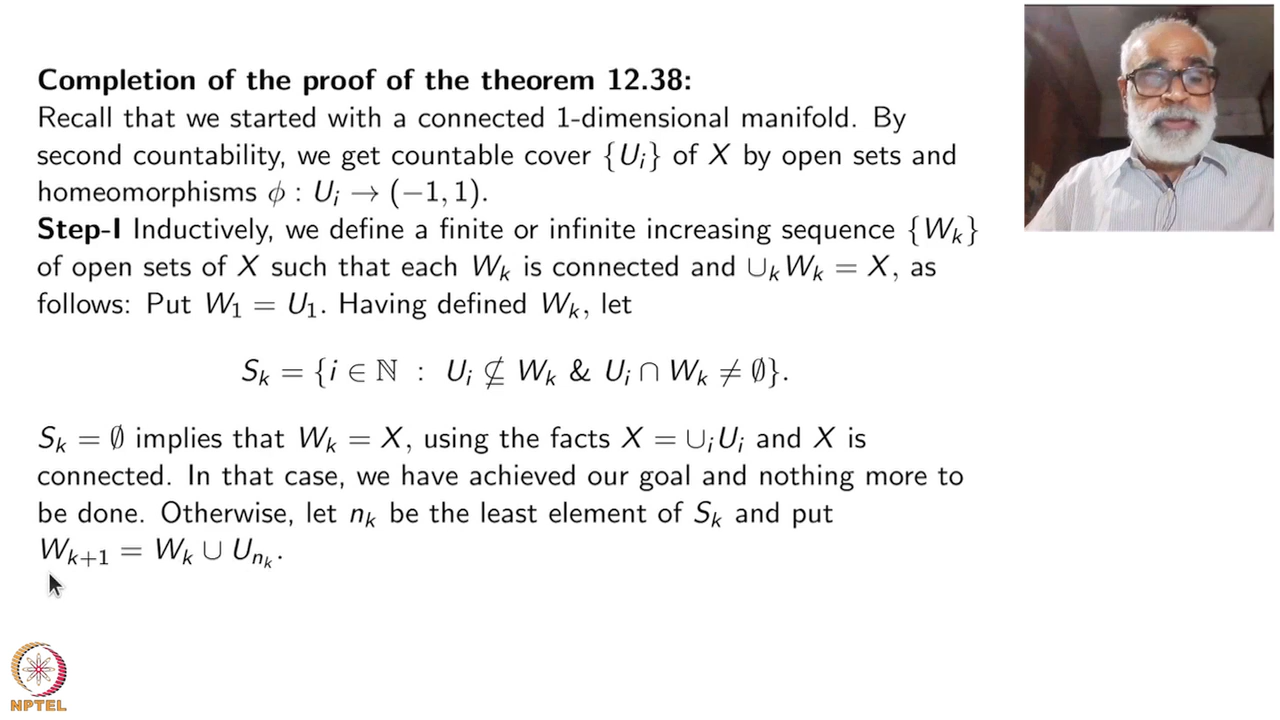 Completion of the proof of the theorem 12.38:
Recall that we started with a connected 1-dimensional manifold. By
second countability, we get countable cover {U_i} of X by open sets and
homeomorphisms ϕ : U_i → (−1, 1).
Step-I Inductively, we define a finite or infinite increasing sequence {W_k}
of open sets of X such that each W_k is connected and ∪_k W_k = X, as
follows: Put W_1 = U_1. Having defined W_k, let
S_k = {i ∈ ℕ : U_i ⊈ W_k & U_i ∩ W_k ≠ ∅}.
S_k = ∅ implies that W_k = X, using the facts X = ∪_i U_i and X is
connected. In that case, we have achieved our goal and nothing more to
be done. Otherwise, let n_k be the least element of S_k and put
W_{k+1} = W_k ∪ U_{n_k}.
NPTEL